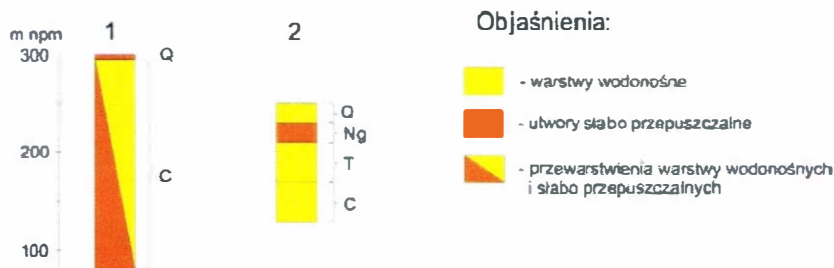 m npm
1
2
Objaśnienia:
300
Q
- warstwy wodonośne
Q
Ng
- utwory słabo przepuszczalne
200
T
C
- przewarstwienia warstwy wodonośnych
i słabo przepuszczalnych
C
100